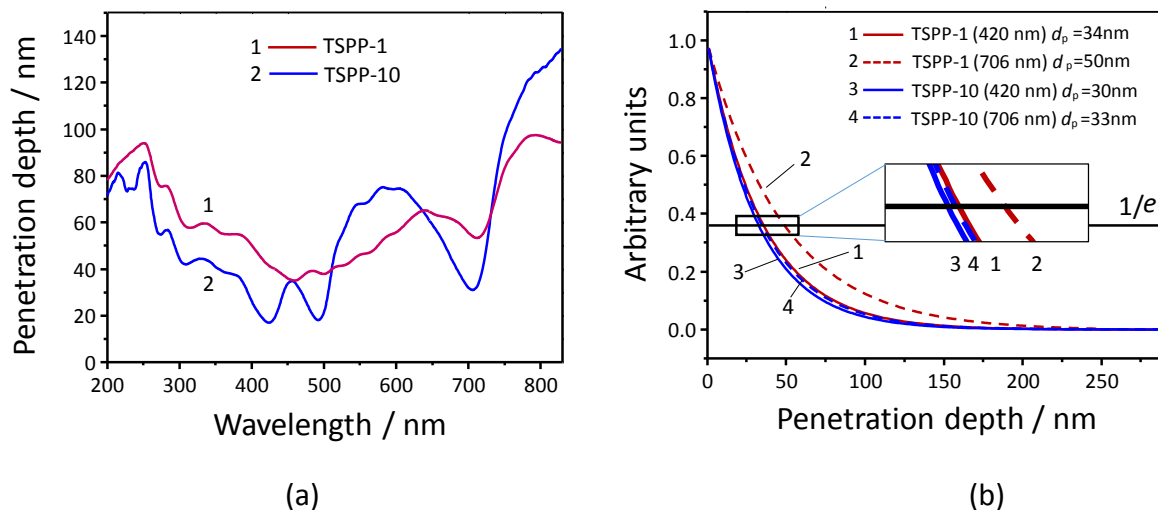 140
120
100
80
60
40
20
0
Penetration depth / nm
1 TSPP-1
2 TSPP-10
1
2
200 300 400 500 600 700 800
Wavelength / nm
(a)
1.0
0.8
0.6
0.4
0.2
0.0
Arbitrary units
1 TSPP-1 (420 nm) dp =34nm
2 TSPP-1 (706 nm) dp =50nm
3 TSPP-10 (420 nm) dp =30nm
4 TSPP-10 (706 nm) dp =33nm
2
1/e
3 4 1 2
3
1
4
0 50 100 150 200 250
Penetration depth / nm
(b)